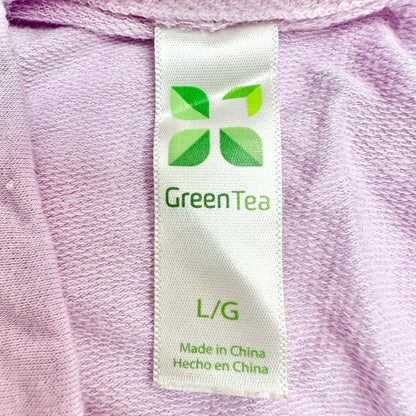 GreenTea
L/G
Made in China
Hecho en China